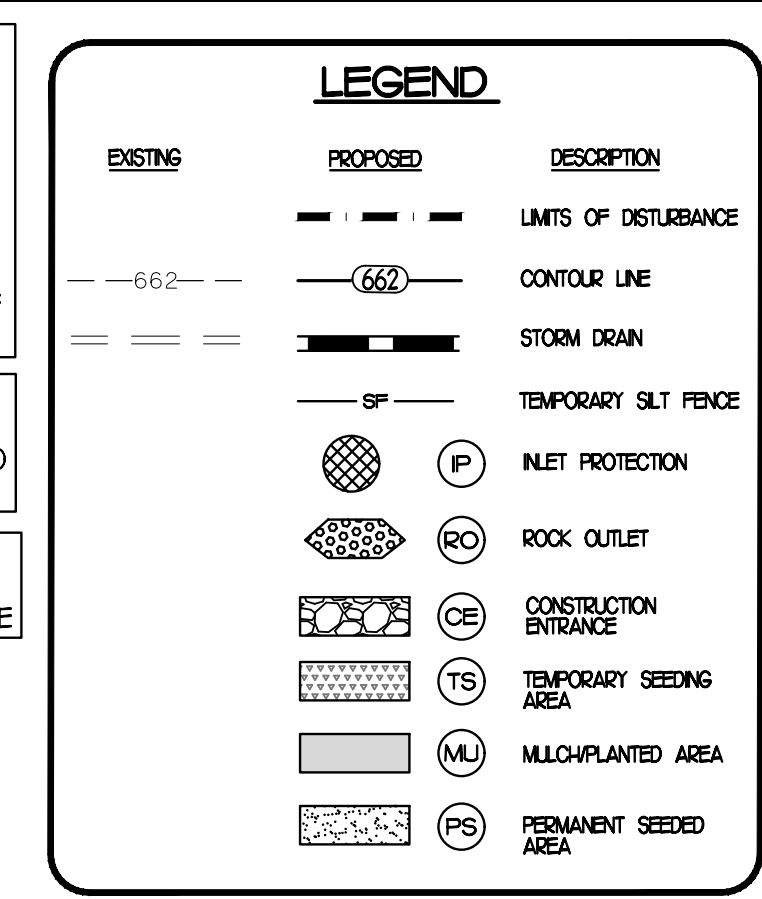 LEGEND
EXISTING PROPOSED DESCRIPTION
LIMITS OF DISTURBANCE
662 662 CONTOUR LINE
STORM DRAIN
SF TEMPORARY SILT FENCE
IP INLET PROTECTION
RO ROCK OUTLET
CE CONSTRUCTION
ENTRANCE
TS TEMPORARY SEEDING
AREA
MU MULCH/PLANTED AREA
PS PERMANENT SEEDED
AREA
E